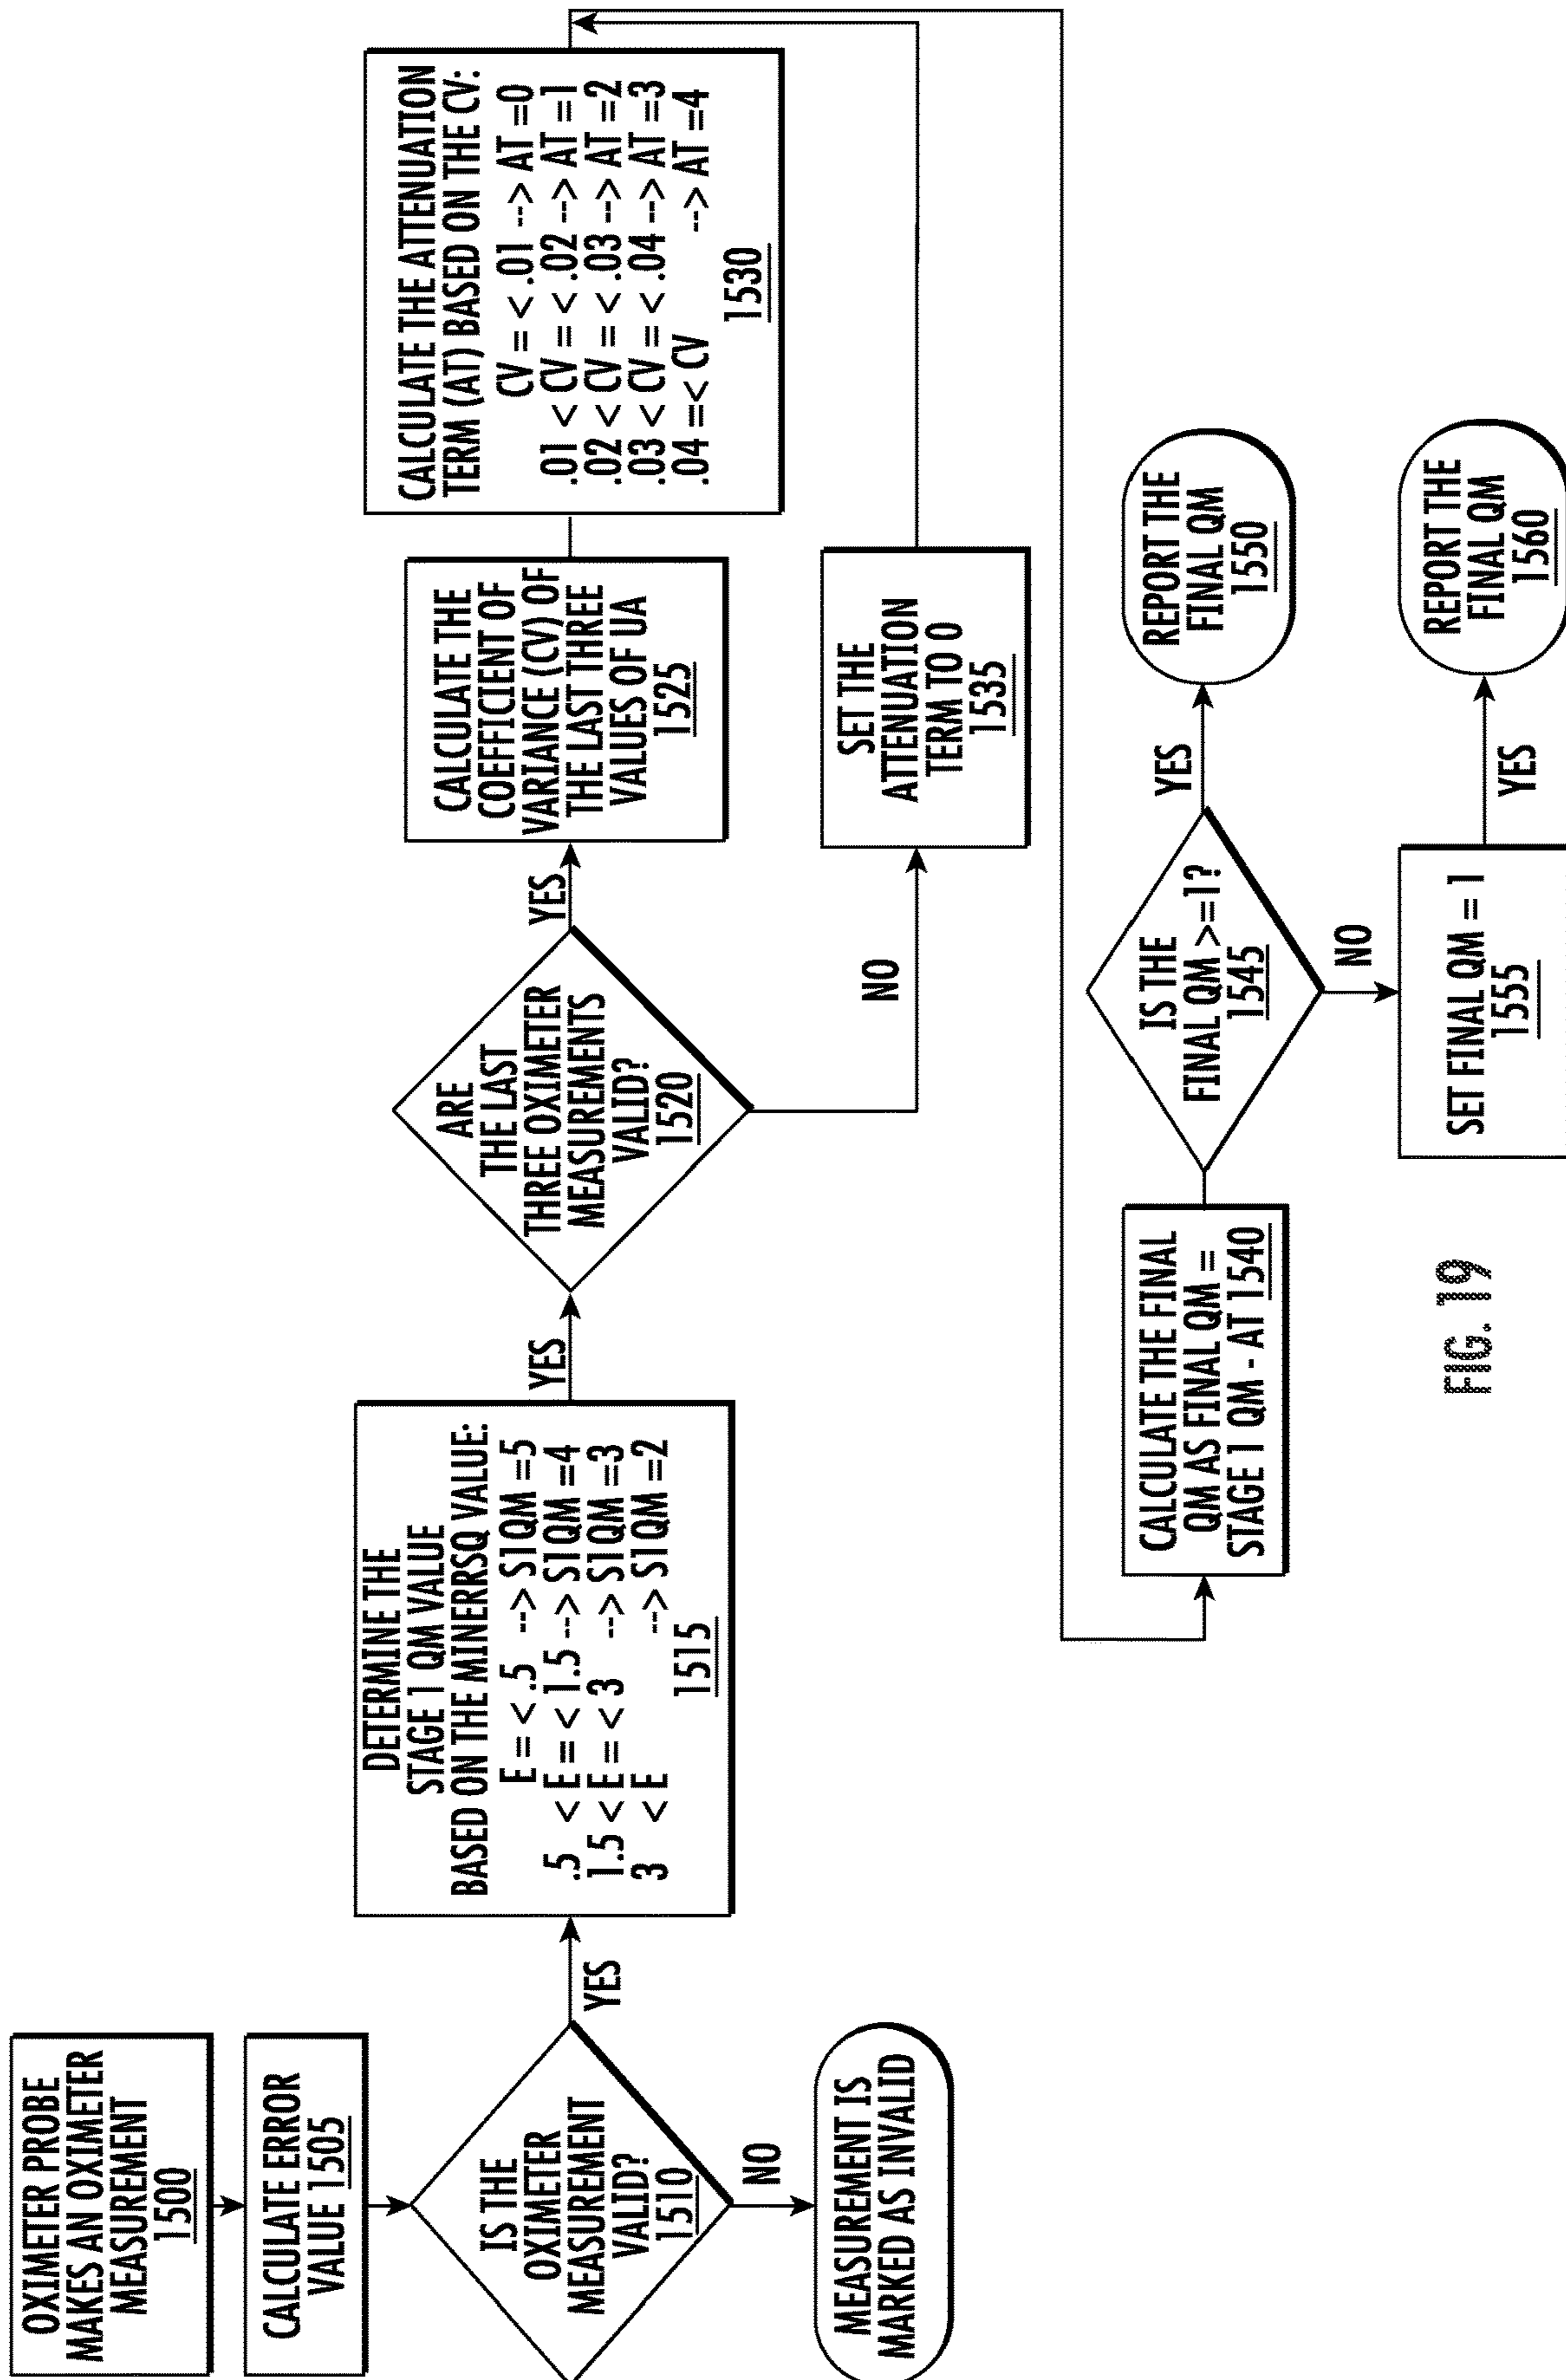 OXIMETER PROBE
MAKES AN OXIMETER
MEASUREMENT
1500
CALCULATE ERROR
VALUE 1505
IS THE
OXIMETER
MEASUREMENT
VALID?
1510
NO
MEASUREMENT IS
MARKED AS INVALID
YES
DETERMINE THE
STAGE 1 QM VALUE
BASED ON THE MINERRSQ VALUE:
E = < .5 --> S1QM =5
.5 < E = < 1.5 --> S1QM =4
1.5 < E = < 3 --> S1QM =3
3 < E --> S1QM =2
1515
YES
ARE
THE LAST
THREE OXIMETER
MEASUREMENTS
VALID?
1520
YES
CALCULATE THE
COEFFICIENT OF
VARIANCE (CV) OF
THE LAST THREE
VALUES OF UA
1525
CALCULATE THE ATTENUATION
TERM (AT) BASED ON THE CV:
CV = < .01 --> AT =0
.01 < CV = < .02 --> AT =1
.02 < CV = < .03 --> AT =2
.03 < CV = < .04 --> AT =3
.04 =< CV --> AT =4
1530
NO
SET THE
ATTENUATION
TERM TO 0
1535
CALCULATE THE FINAL
QM AS FINAL QM =
STAGE 1 QM - AT 1540
IS THE
FINAL QM >=1?
1545
YES
REPORT THE
FINAL QM
1550
NO
SET FINAL QM = 1
1555
YES
REPORT THE
FINAL QM
1560
FIG. 19